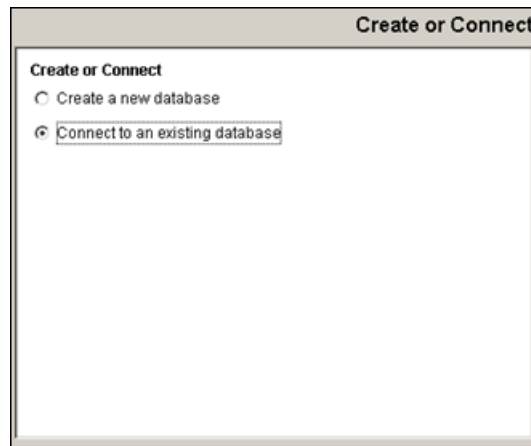 Create or Connect
Create or Connect
Create a new database
Connect to an existing database